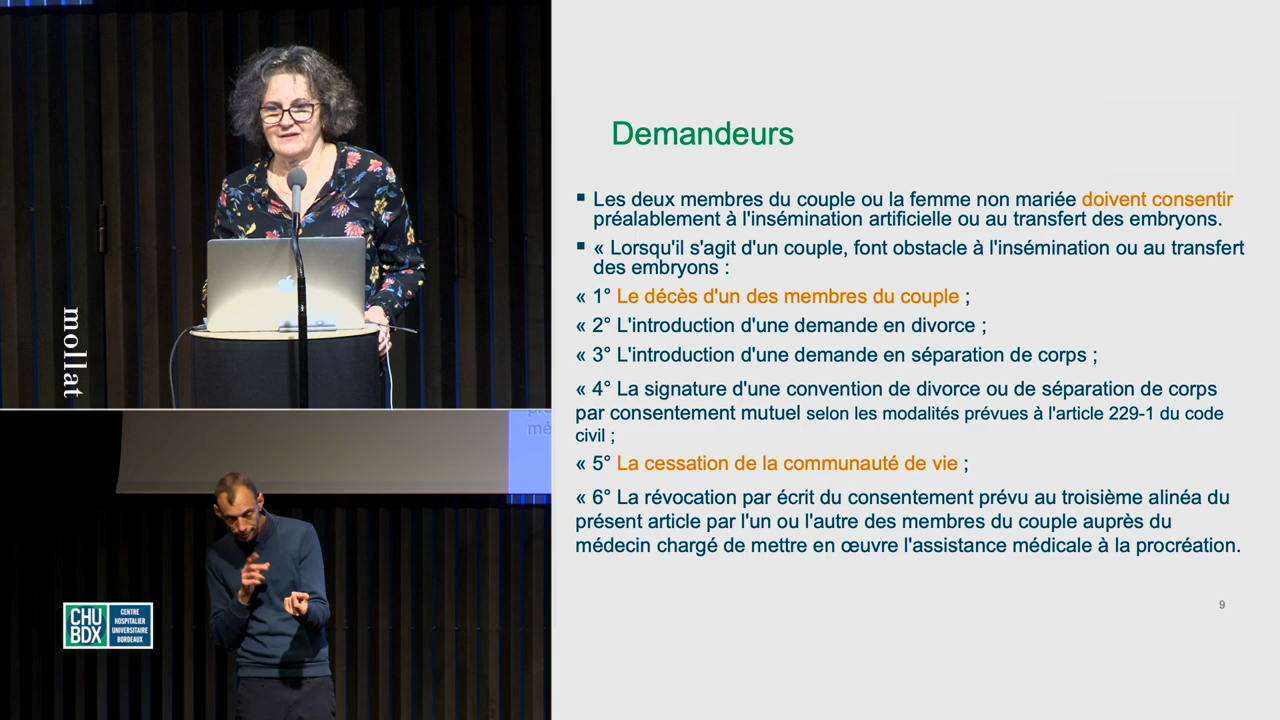 mollat
prè
mé
CHU
BDX
CENTRE
HOSPITALIER
UNIVERSITAIRE
BORDEAUX
Demandeurs
▪ Les deux membres du couple ou la femme non mariée doivent consentir
préalablement à l'insémination artificielle ou au transfert des embryons.
▪ « Lorsqu'il s'agit d'un couple, font obstacle à l'insémination ou au transfert
des embryons :
« 1° Le décès d'un des membres du couple ;
« 2° L'introduction d'une demande en divorce ;
« 3° L'introduction d'une demande en séparation de corps ;
« 4° La signature d'une convention de divorce ou de séparation de corps
par consentement mutuel selon les modalités prévues à l'article 229-1 du code
civil ;
« 5° La cessation de la communauté de vie ;
« 6° La révocation par écrit du consentement prévu au troisième alinéa du
présent article par l'un ou l'autre des membres du couple auprès du
médecin chargé de mettre en œuvre l'assistance médicale à la procréation.
9